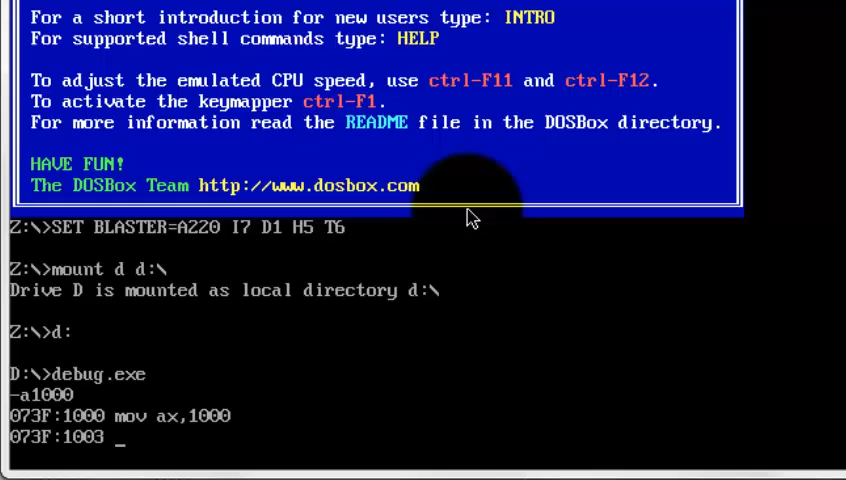 For a short introduction for new users type: INTRO
For supported shell commands type: HELP
To adjust the emulated CPU speed, use ctrl-F11 and ctrl-F12.
To activate the keymapper ctrl-F1.
For more information read the README file in the DOSBox directory.
HAVE FUN!
The DOSBox Team http://www.dosbox.com
Z:\>SET BLASTER=A220 I7 D1 H5 T6
Z:\>mount d d:\
Drive D is mounted as local directory d:\
Z:\>d:
D:\>debug.exe
-a1000
073F:1000 mov ax,1000
073F:1003 _